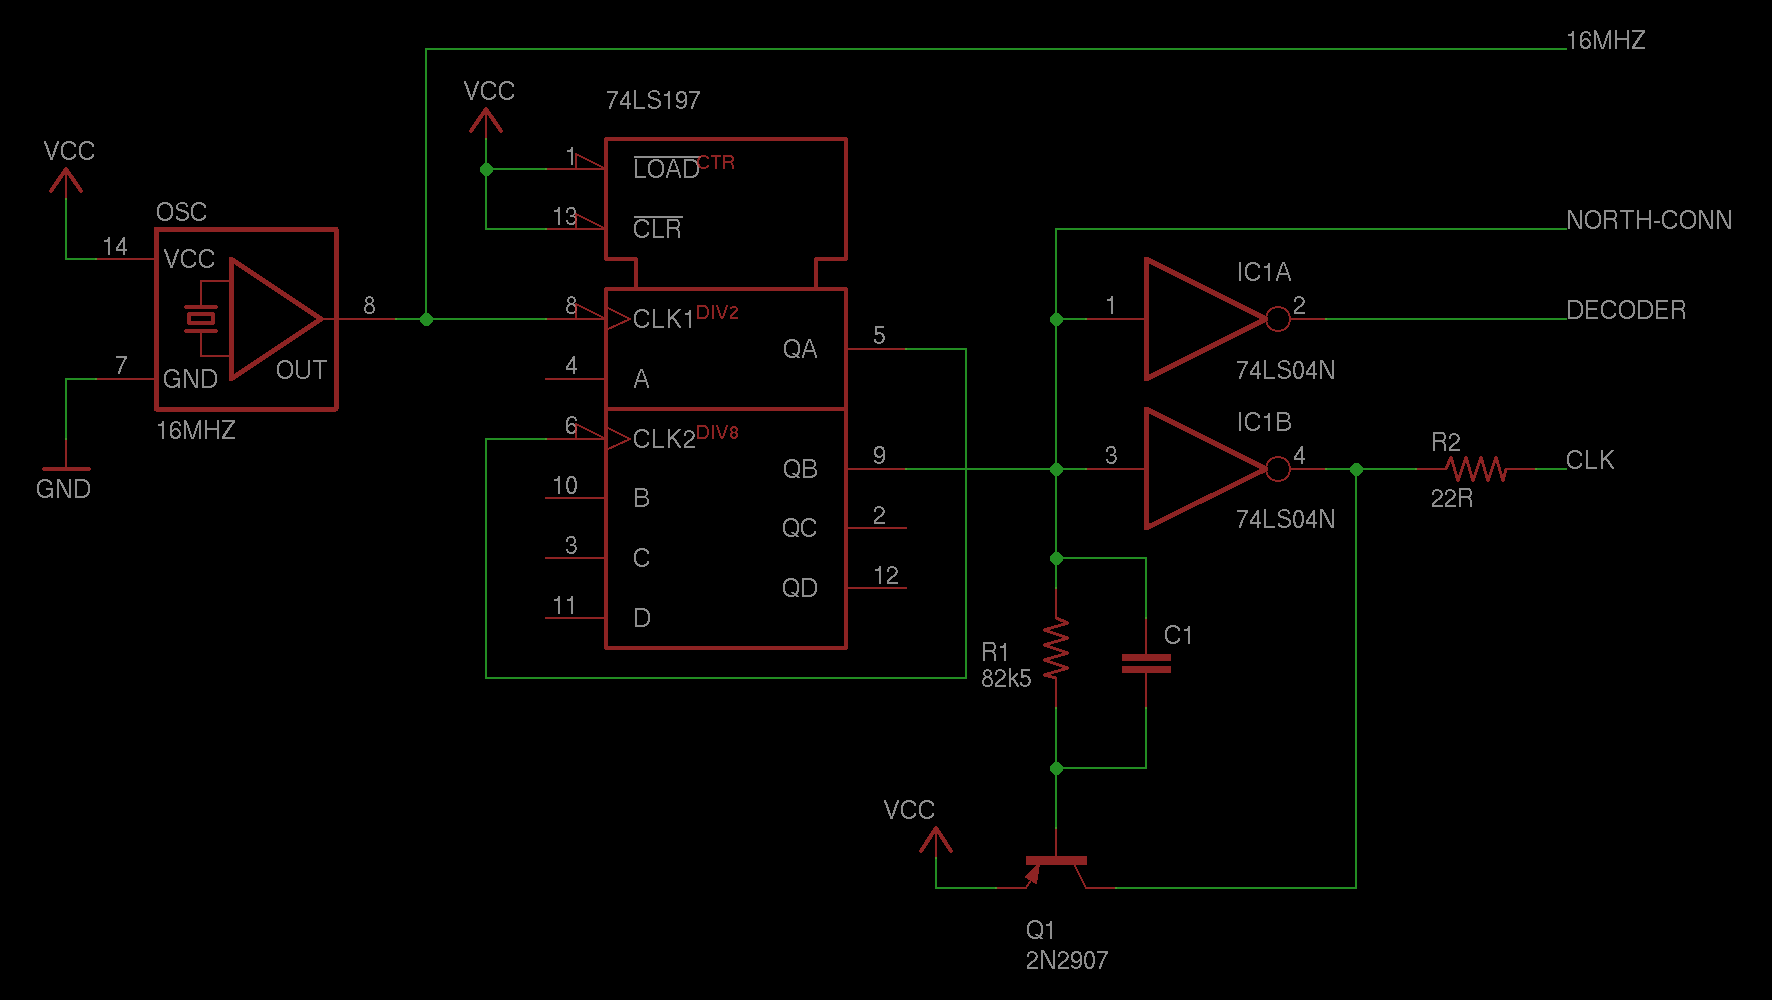 16MHZ
VCC
74LS197
VCC
1
LOAD
CTR
13
CLR
OSC
14
VCC
NORTH-CONN
IC1A
8
8
CLK1
DIV2
1
2
DECODER
5
QA
7
GND
OUT
4
A
74LS04N
16MHZ
6
CLK2
DIV8
IC1B
9
QB
3
4
R2
CLK
GND
10
B
22R
2
QC
74LS04N
3
C
12
QD
11
D
C1
R1
82k5
VCC
Q1
2N2907